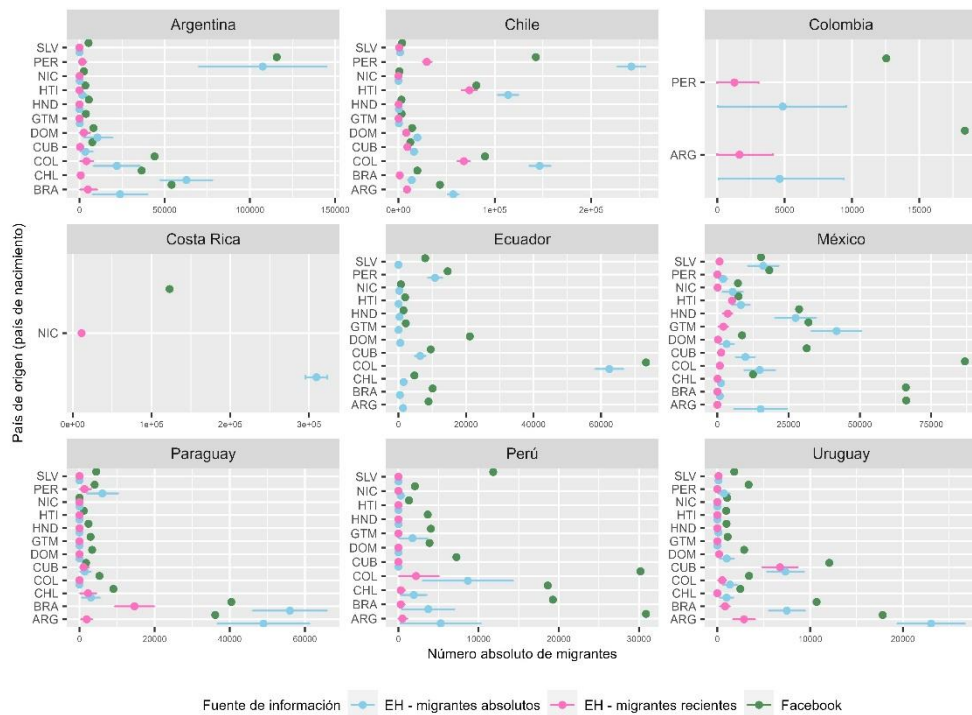 Argentina
SLV
PER
NIC
HTI
HND
GTM
DOM
CUB
COL
CHL
BRA
0 50000 100000 150000
Chile
SLV
PER
NIC
HTI
HND
GTM
DOM
CUB
COL
BRA
ARG
0e+00 1e+05 2e+05
Colombia
PER
ARG
0 5000 10000 15000
País de origen (país de nacimiento)
Costa Rica
NIC
0e+00 1e+05 2e+05 3e+05
Ecuador
SLV
PER
NIC
HTI
HND
GTM
DOM
CUB
COL
CHL
BRA
ARG
0 20000 40000 60000
México
SLV
PER
NIC
HTI
HND
GTM
DOM
CUB
COL
CHL
BRA
ARG
0 25000 50000 75000
Paraguay
SLV
PER
NIC
HTI
HND
GTM
DOM
CUB
COL
CHL
BRA
ARG
0 20000 40000 60000
Perú
SLV
NIC
HTI
HND
GTM
DOM
CUB
COL
CHL
BRA
ARG
0 10000 20000 30000
Uruguay
SLV
PER
NIC
HTI
HND
GTM
DOM
CUB
COL
CHL
BRA
ARG
0 10000 20000
Número absoluto de migrantes
Fuente de información EH - migrantes absolutos EH - migrantes recientes Facebook